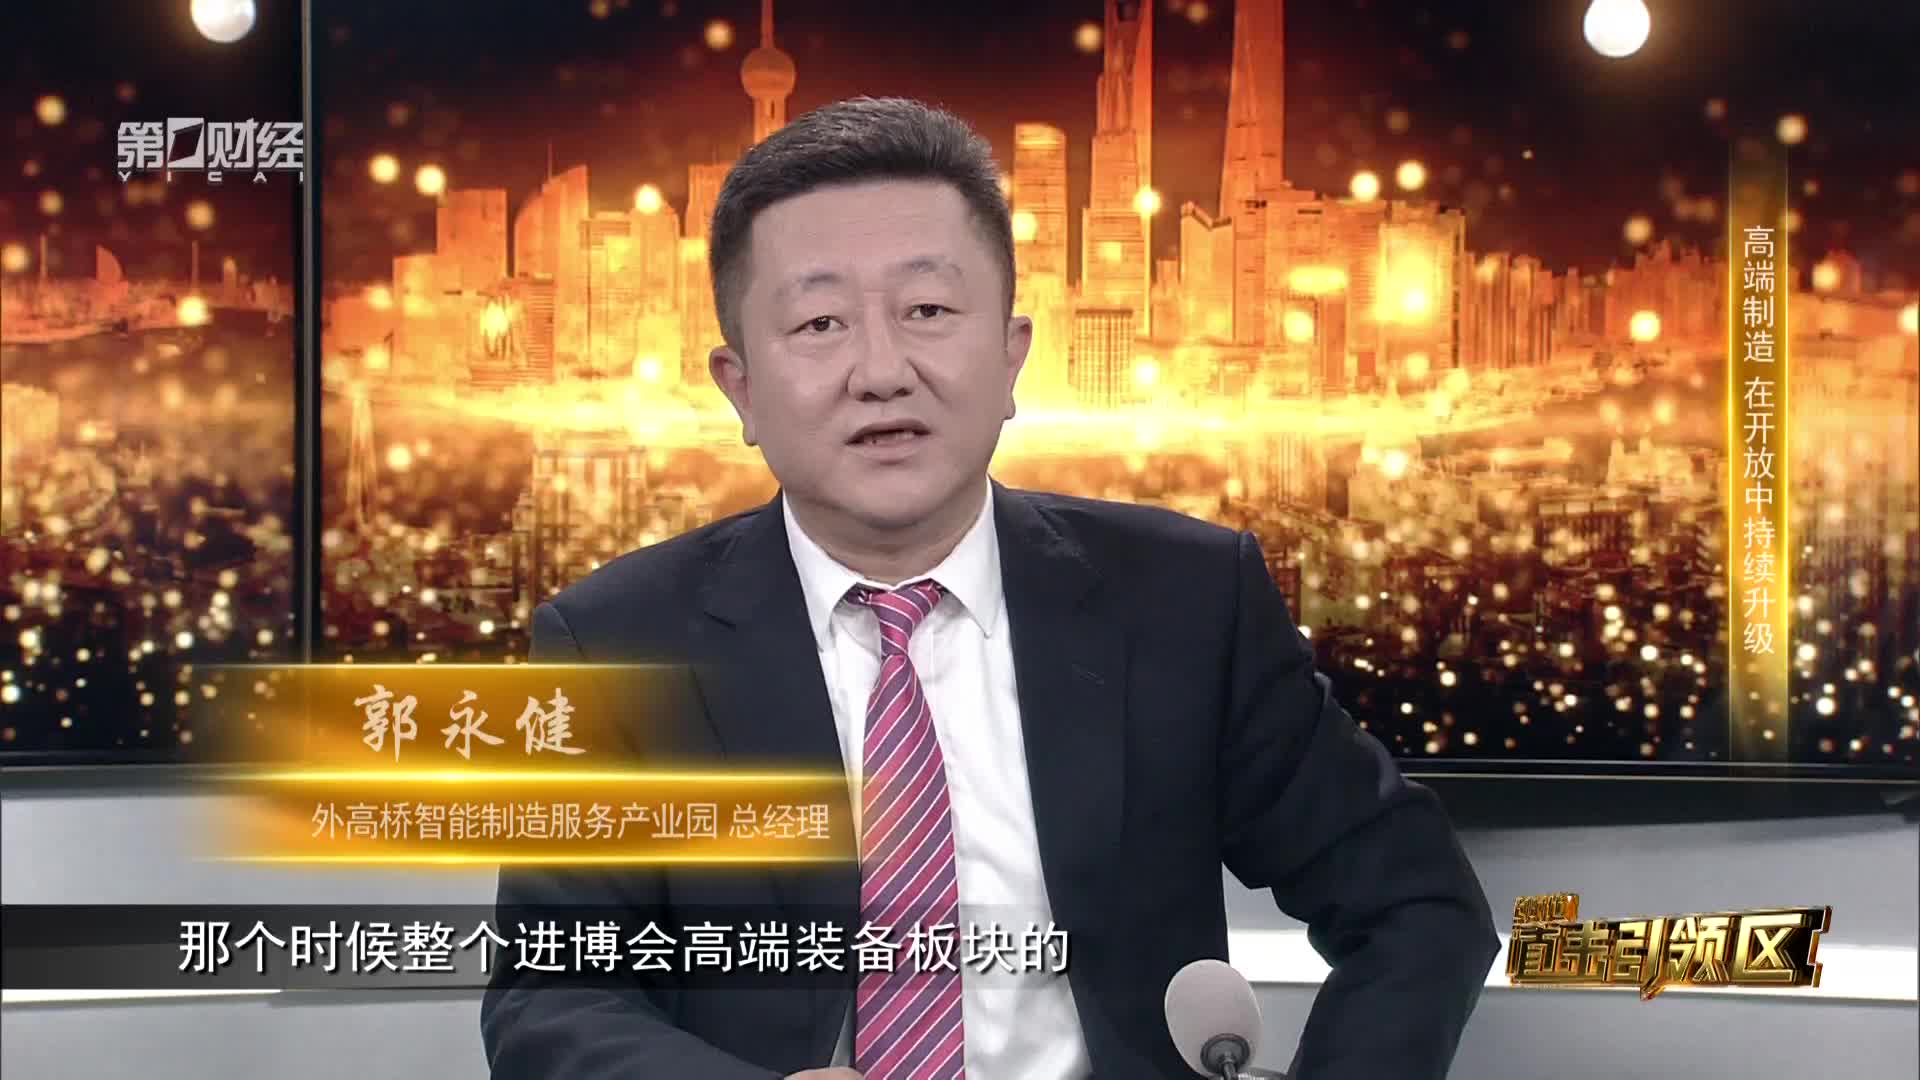 第一财经
YICAI
高端制造 在开放中持续升级
郭永健
外高桥智能制造服务产业园 总经理
那个时候整个进博会高端装备板块的
直击引领区